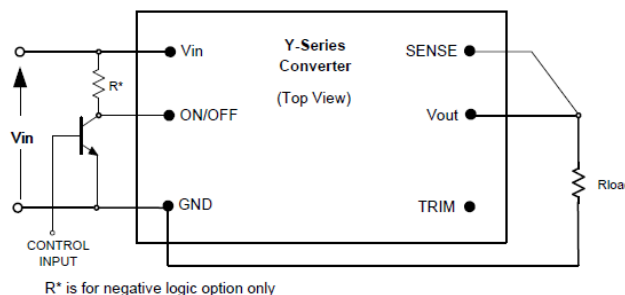 Y-Series
Converter
(Top View)
Vin
SENSE
R*
ON/OFF
Vout
Vin
Rloa
GND
TRIM
CONTROL
INPUT
R* is for negative logic option only